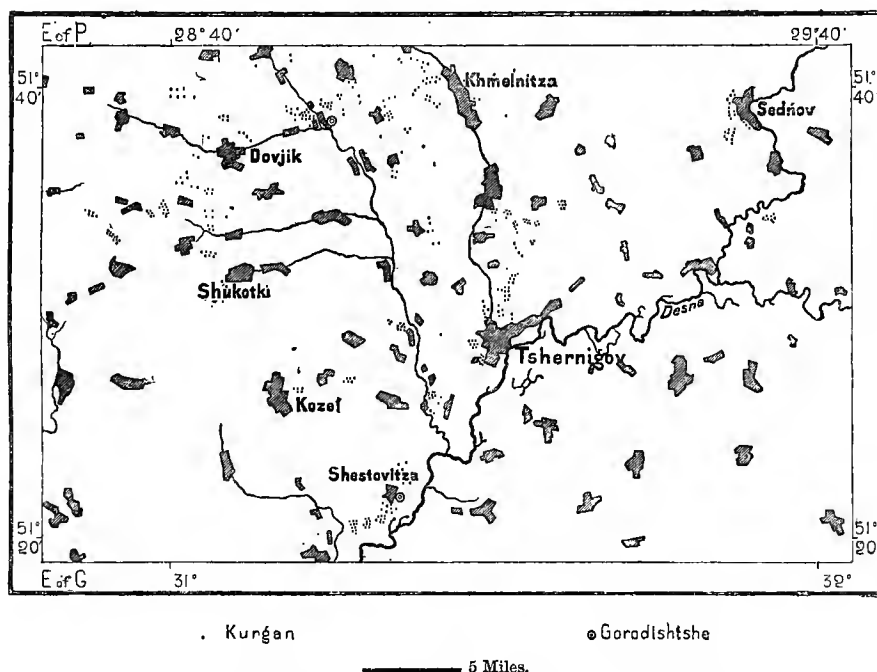 E of P. 28° 40' 29° 40'
51° 40' 51° 40'
Khmelnitza
Sednov
Dovjik
Shukotki
Desna
Tshernigov
Kozel
Shestovitza
51° 20' 51° 20'
E of G. 31° 32°
. Kurgan ⊙ Gorodishtshe
5 Miles.